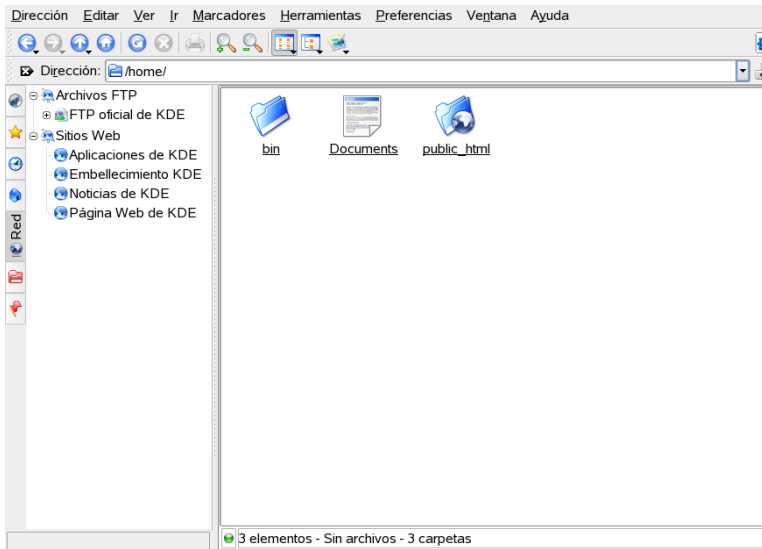 Dirección Editar Ver Ir Marcadores Herramientas Preferencias Ventana Ayuda
Dirección: /home/
Archivos FTP
FTP oficial de KDE
Sitios Web
Aplicaciones de KDE
Embellecimiento KDE
Noticias de KDE
Página Web de KDE
Red
bin Documents public_html
3 elementos - Sin archivos - 3 carpetas